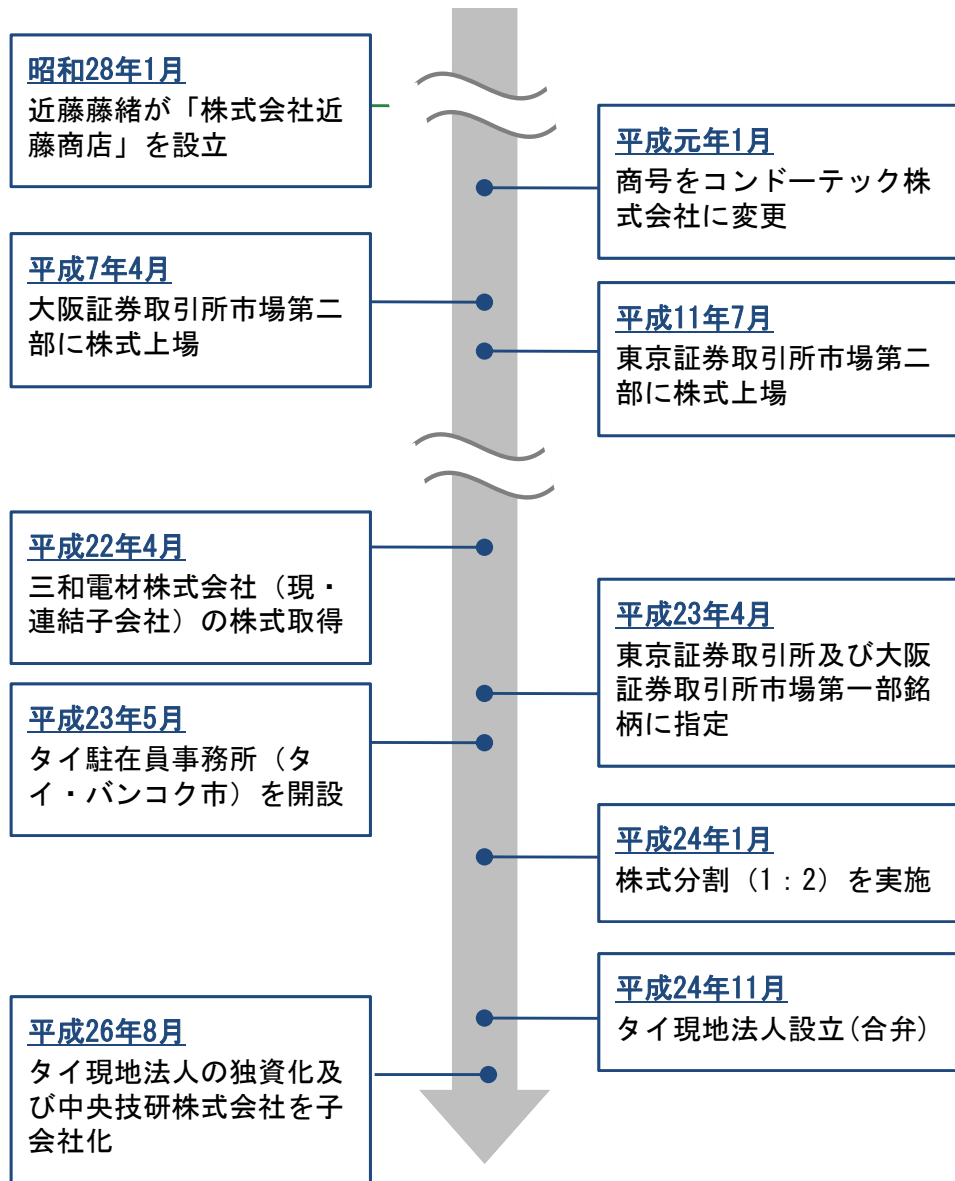 昭和28年1月
近藤藤緒が「株式会社近
藤商店」を設立
平成元年1月
商号をコンドーテック株
式会社に変更
平成7年4月
大阪証券取引所市場第二
部に株式上場
平成11年7月
東京証券取引所市場第二
部に株式上場
平成22年4月
三和電材株式会社（現・
連結子会社）の株式取得
平成23年4月
東京証券取引所及び大阪
証券取引所市場第一部銘
柄に指定
平成23年5月
タイ駐在員事務所（タ
イ・バンコク市）を開設
平成24年1月
株式分割（1：2）を実施
平成24年11月
タイ現地法人設立(合弁)
平成26年8月
タイ現地法人の独資化及
び中央技研株式会社を子
会社化